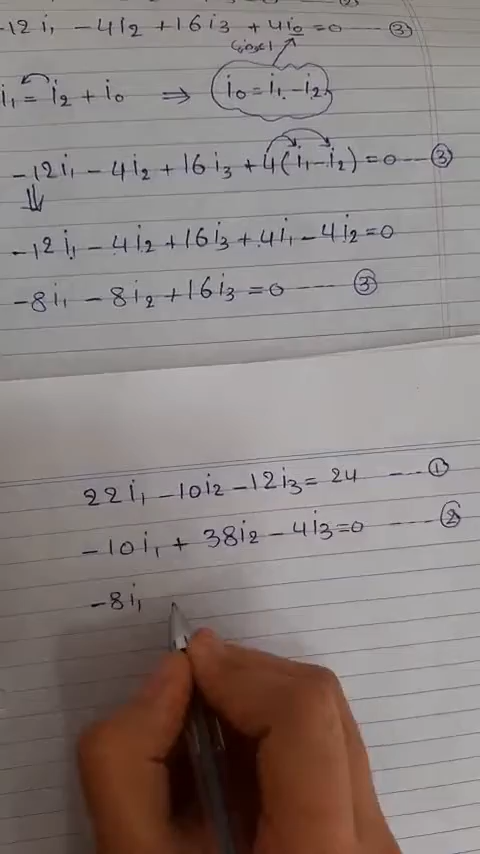 -12i₁ -4i₂ +16i₃ +4i₀ =0 ---- ③
i₁ = i₂ + i₀ ⇒ i₀ = i₁ - i₂
-12i₁ - 4i₂ + 16i₃ + 4(i₁-i₂) = 0 --- ③
⇓
-12i₁ - 4i₂ + 16i₃ + 4i₁ - 4i₂ = 0
-8i₁ - 8i₂ + 16i₃ = 0 ---- ③
22i₁ - 10i₂ - 12i₃ = 24 ---- ①
-10i₁ + 38i₂ - 4i₃ = 0 ---- ②
-8i₁